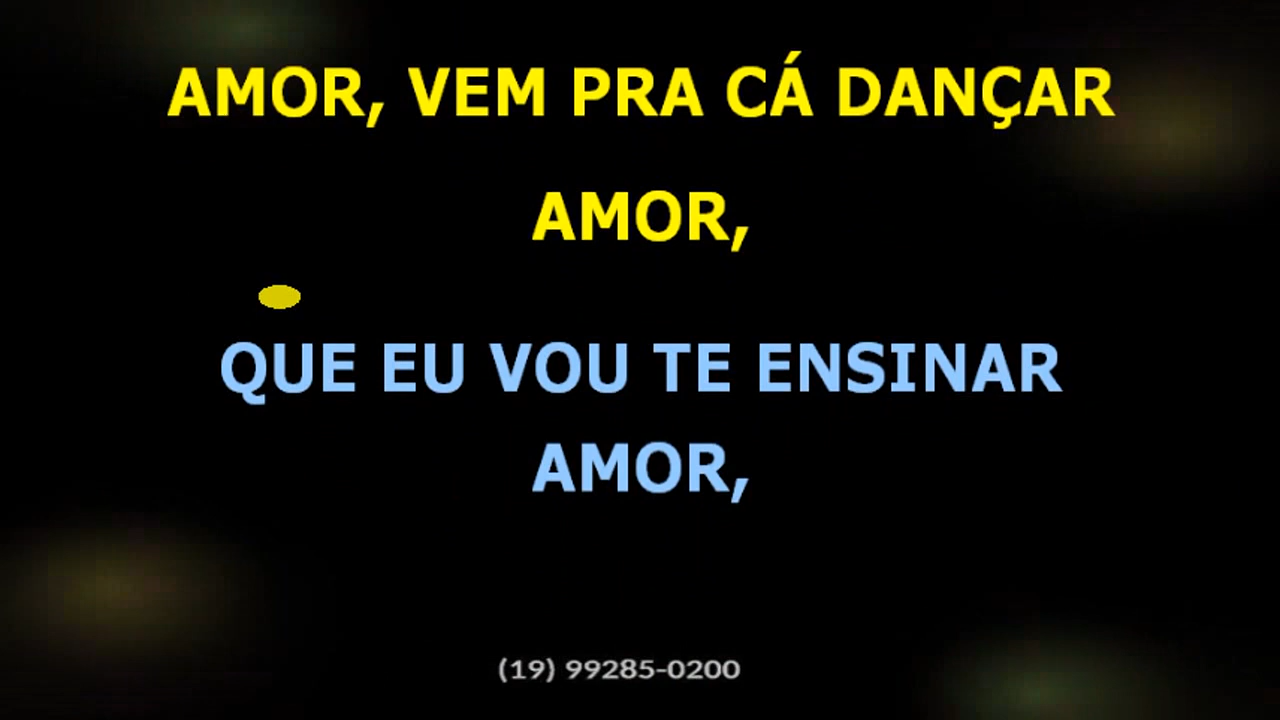 AMOR, VEM PRA CÁ DANÇAR
AMOR,
QUE EU VOU TE ENSINAR
AMOR,
(19) 99285-0200